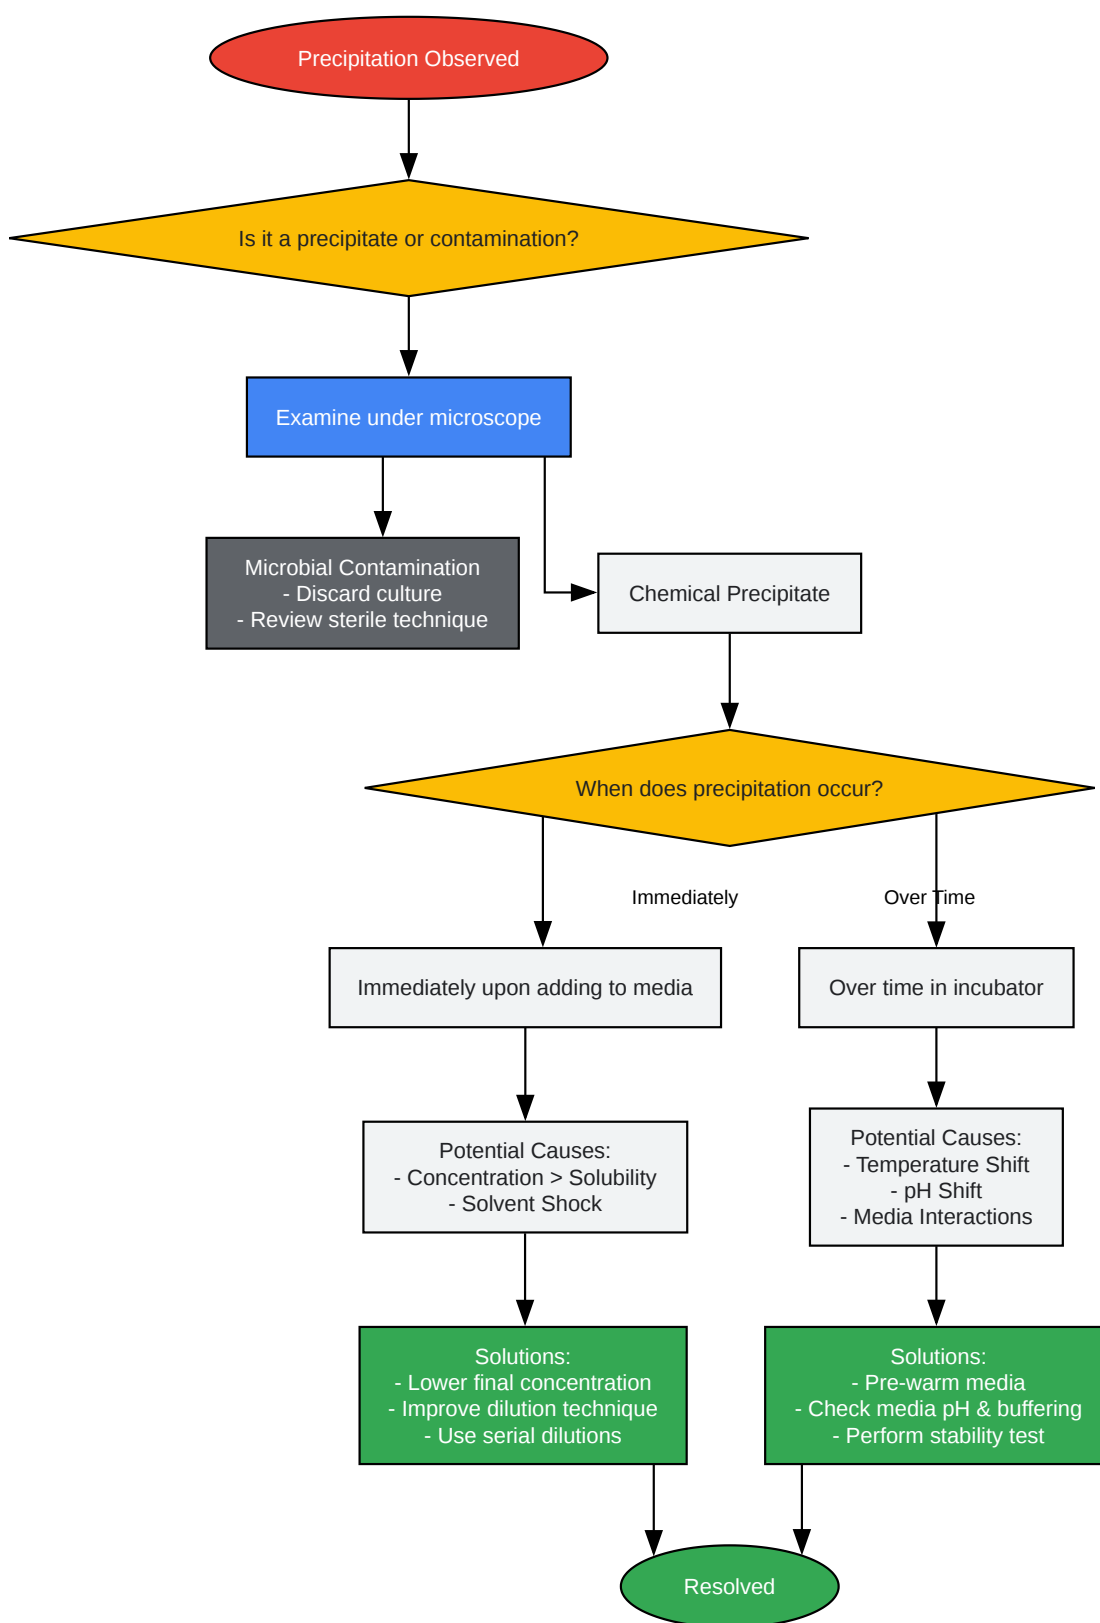 Precipitation Observed
Is it a precipitate or contamination?
Examine under microscope
Microbial Contamination
- Discard culture
- Review sterile technique
Chemical Precipitate
When does precipitation occur?
Immediately
Over Time
Immediately upon adding to media
Over time in incubator
Potential Causes:
- Concentration > Solubility
- Solvent Shock
Potential Causes:
- Temperature Shift
- pH Shift
- Media Interactions
Solutions:
- Lower final concentration
- Improve dilution technique
- Use serial dilutions
Solutions:
- Pre-warm media
- Check media pH & buffering
- Perform stability test
Resolved